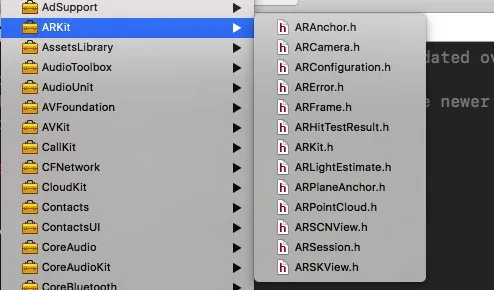 AdSupport
ARKit
AssetsLibrary
AudioToolbox
AudioUnit
AVFoundation
AVKit
CallKit
CFNetwork
CloudKit
Contacts
ContactsUI
CoreAudio
CoreAudioKit
CoreBluetooth
h ARAnchor.h
h ARCamera.h
h ARConfiguration.h
h ARError.h
h ARFrame.h
h ARHitTestResult.h
h ARKit.h
h ARLightEstimate.h
h ARPlaneAnchor.h
h ARPointCloud.h
h ARSCNView.h
h ARSession.h
h ARSKView.h
dated ov
e newer